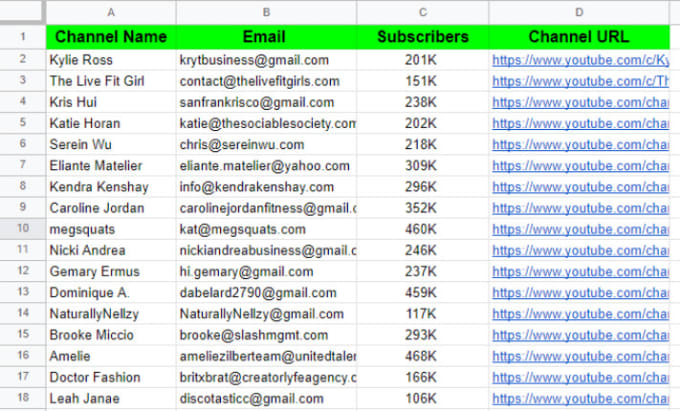 A B C D
1 Channel Name Email Subscribers Channel URL
2 Kylie Ross krytbusiness@gmail.com 201K https://www.youtube.com/c/Ky
3 The Live Fit Girl contact@thelivefitgirls.com 151K https://www.youtube.com/c/Th
4 Kris Hui sanfrankrisco@gmail.com 238K https://www.youtube.com/cha
5 Katie Horan katie@thesociablesociety.com 202K https://www.youtube.com/cha
6 Serein Wu chris@sereinwu.com 218K https://www.youtube.com/cha
7 Eliante Matelier eliante.matelier@yahoo.com 309K https://www.youtube.com/cha
8 Kendra Kenshay info@kendrakenshay.com 296K https://www.youtube.com/cha
9 Caroline Jordan carolinejordanfitness@gmail.c 352K https://www.youtube.com/cha
10 megsquats kat@megsquats.com 460K https://www.youtube.com/cha
11 Nicki Andrea nickiandreabusiness@gmail.c 246K https://www.youtube.com/cha
12 Gemary Ermus hi.gemary@gmail.com 237K https://www.youtube.com/cha
13 Dominique A. dabelard2790@gmail.com 459K https://www.youtube.com/cha
14 NaturallyNellzy NaturallyNellzy@gmail.com 117K https://www.youtube.com/cha
15 Brooke Miccio brooke@slashmgmt.com 293K https://www.youtube.com/cha
16 Amelie ameliezilberteam@unitedtaler 468K https://www.youtube.com/cha
17 Doctor Fashion britxbrat@creatorlyfeagency.c 166K https://www.youtube.com/cha
18 Leah Janae discotasticc@gmail.com 106K https://www.youtube.com/cha